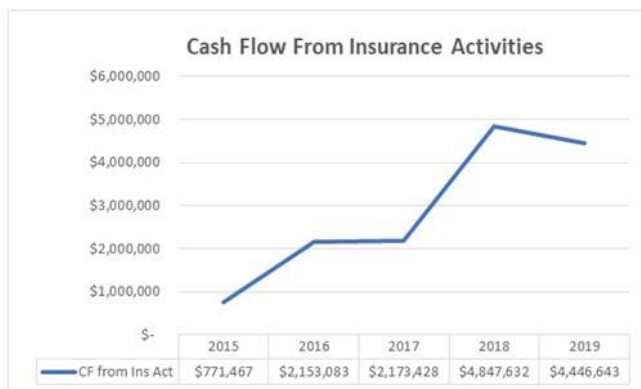 Cash Flow From Insurance Activities
$6,000,000
$5,000,000
$4,000,000
$3,000,000
$2,000,000
$1,000,000
$-
2015 2016 2017 2018 2019
CF from Ins Act $771,467 $2,153,083 $2,173,428 $4,847,632 $4,446,643